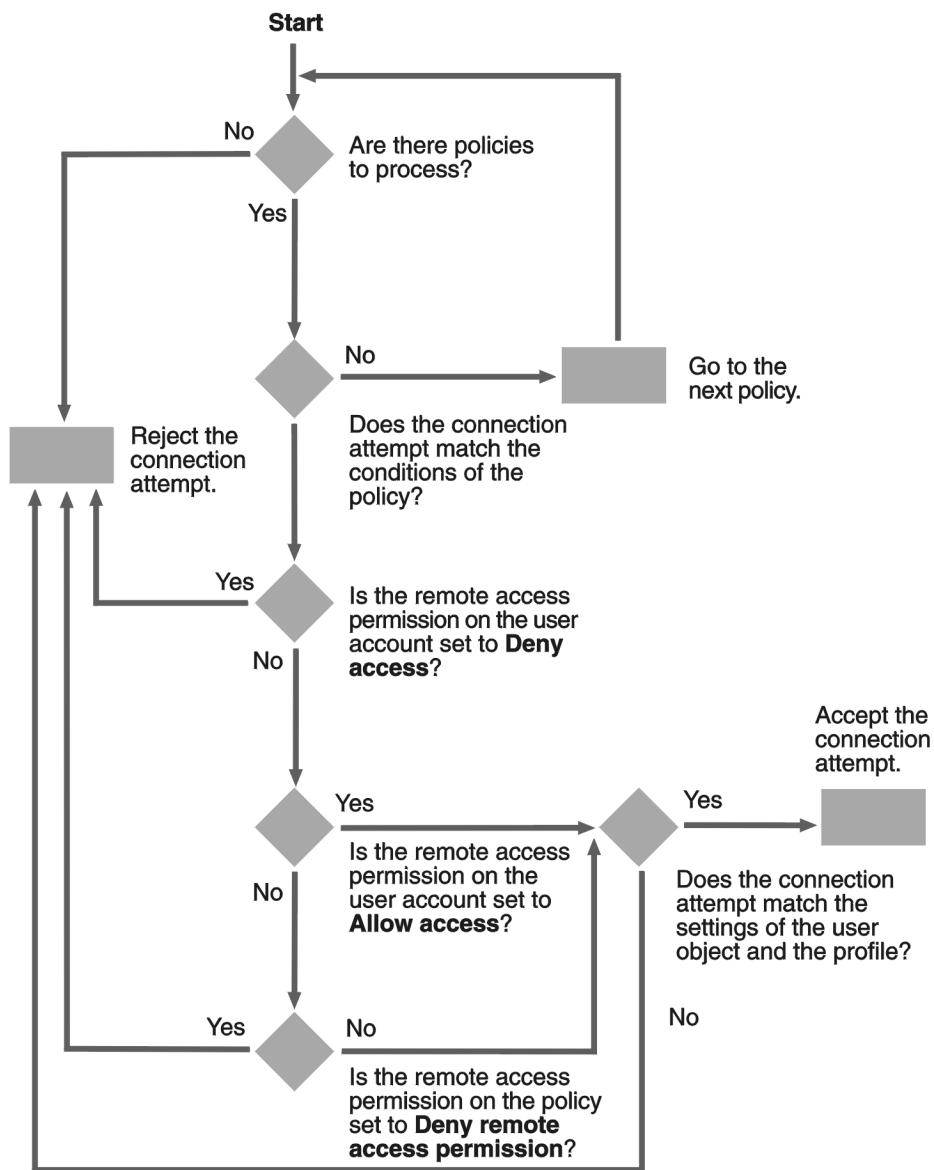 Start
No
Are there policies
to process?
Yes
No
Go to the
next policy.
Does the connection
attempt match the
conditions of the
policy?
Reject the
connection
attempt.
Yes
Is the remote access
permission on the user
account set to Deny
access?
No
Accept the
connection
attempt.
Yes
Yes
Is the remote access
permission on the
user account set to
Allow access?
Does the connection
attempt match the
settings of the user
object and the profile?
No
Yes
No
No
Is the remote access
permission on the policy
set to Deny remote
access permission?